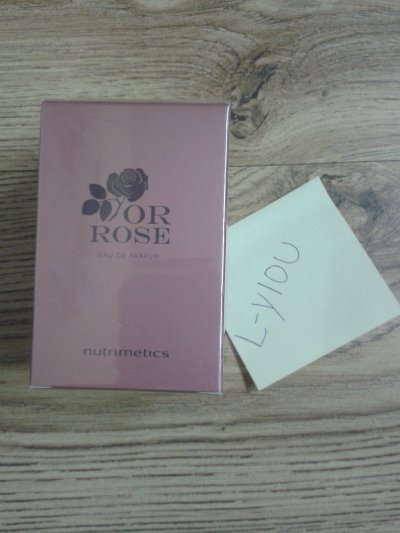 OR
ROSE
EAU DE PARFUM
nutrimetics
L-YIOU